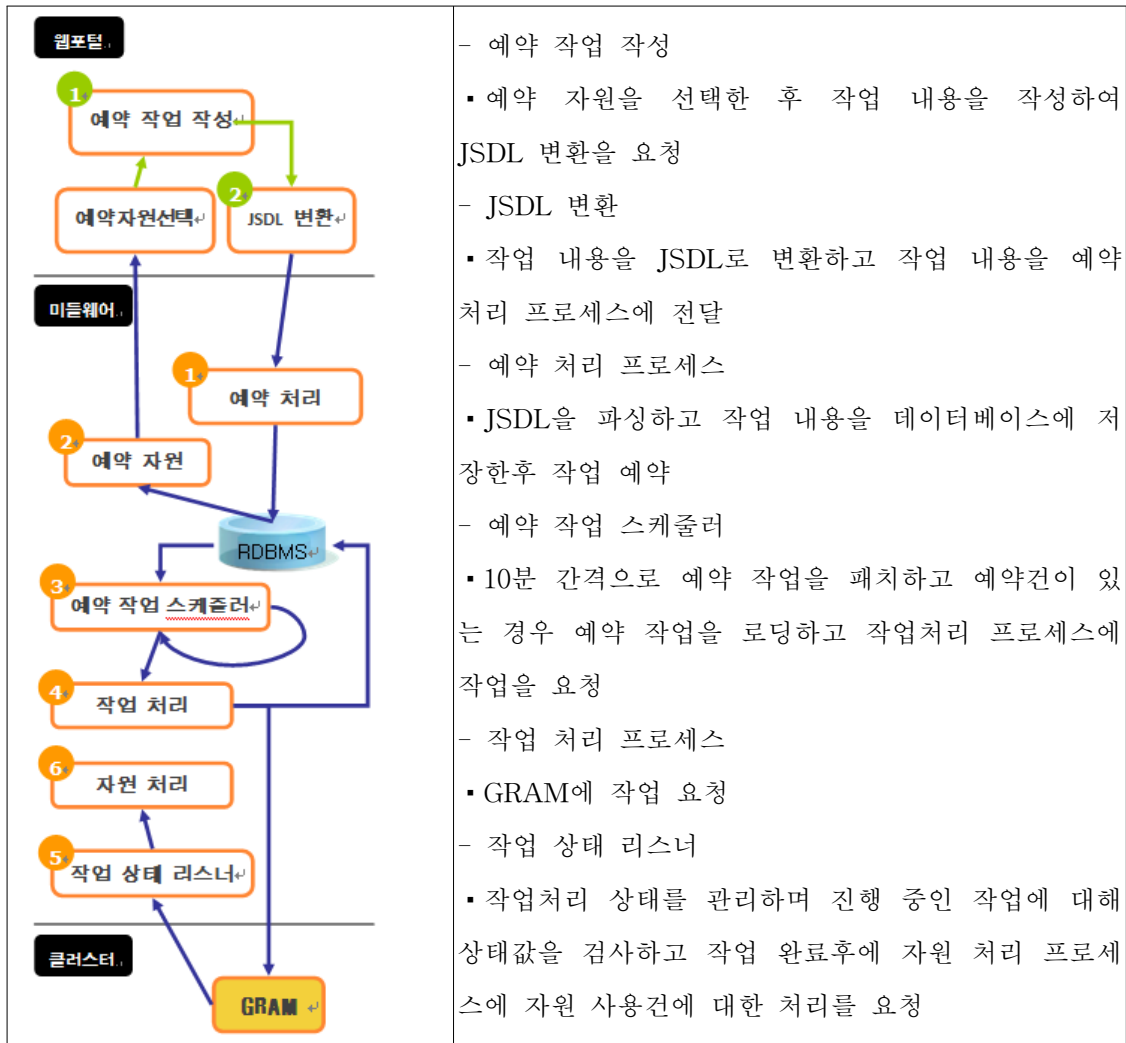 웹포털
1
예약 작업 작성
예약자원선택
2
JSDL 변환
미들웨어
1
예약 처리
2
예약 자원
RDBMS
3
예약 작업 스케줄러
4
작업 처리
6
자원 처리
5
작업 상태 리스너
클러스터
GRAM
- 예약 작업 작성
▪예약 자원을 선택한 후 작업 내용을 작성하여
JSDL 변환을 요청
- JSDL 변환
▪작업 내용을 JSDL로 변환하고 작업 내용을 예약
처리 프로세스에 전달
- 예약 처리 프로세스
▪JSDL을 파싱하고 작업 내용을 데이터베이스에 저
장한후 작업 예약
- 예약 작업 스케줄러
▪10분 간격으로 예약 작업을 패치하고 예약건이 있
는 경우 예약 작업을 로딩하고 작업처리 프로세스에
작업을 요청
- 작업 처리 프로세스
▪GRAM에 작업 요청
- 작업 상태 리스너
▪작업처리 상태를 관리하며 진행 중인 작업에 대해
상태값을 검사하고 작업 완료후에 자원 처리 프로세
스에 자원 사용건에 대한 처리를 요청